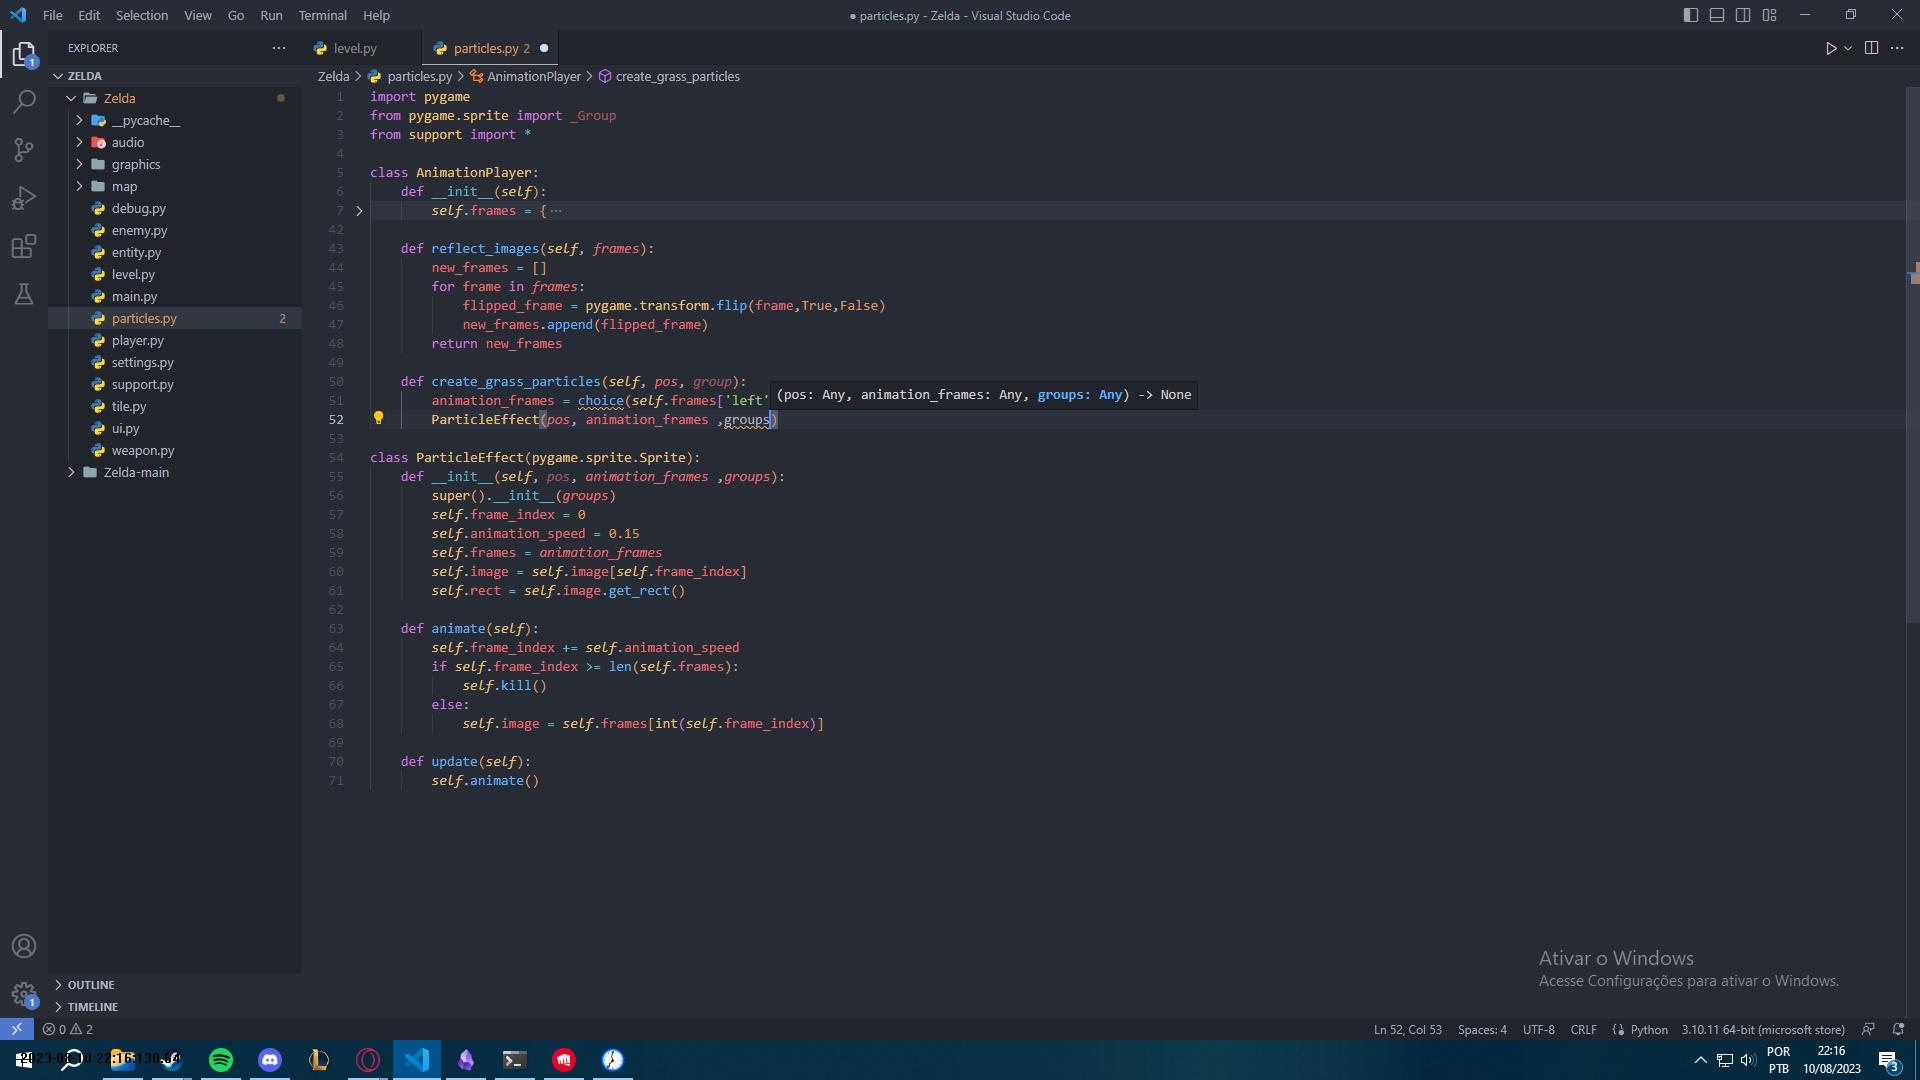 File Edit Selection View Go Run Terminal Help
● particles.py - Zelda - Visual Studio Code
EXPLORER
level.py
particles.py 2
ZELDA
Zelda > particles.py > AnimationPlayer > create_grass_particles
Zelda
__pycache__
audio
graphics
map
debug.py
enemy.py
entity.py
level.py
main.py
particles.py 2
player.py
settings.py
support.py
tile.py
ui.py
weapon.py
Zelda-main
OUTLINE
TIMELINE
1 import pygame
2 from pygame.sprite import _Group
3 from support import *
4
5 class AnimationPlayer:
6 def __init__(self):
7 self.frames = { ···
42
43 def reflect_images(self, frames):
44 new_frames = []
45 for frame in frames:
46 flipped_frame = pygame.transform.flip(frame,True,False)
47 new_frames.append(flipped_frame)
48 return new_frames
49
50 def create_grass_particles(self, pos, group):
51 animation_frames = choice(self.frames['left'
(pos: Any, animation_frames: Any, groups: Any) -> None
52 ParticleEffect(pos, animation_frames ,groups)
53
54 class ParticleEffect(pygame.sprite.Sprite):
55 def __init__(self, pos, animation_frames ,groups):
56 super().__init__(groups)
57 self.frame_index = 0
58 self.animation_speed = 0.15
59 self.frames = animation_frames
60 self.image = self.image[self.frame_index]
61 self.rect = self.image.get_rect()
62
63 def animate(self):
64 self.frame_index += self.animation_speed
65 if self.frame_index >= len(self.frames):
66 self.kill()
67 else:
68 self.image = self.frames[int(self.frame_index)]
69
70 def update(self):
71 self.animate()
Ativar o Windows
Acesse Configurações para ativar o Windows.
1
1
0 2
Ln 52, Col 53 Spaces: 4 UTF-8 CRLF Python 3.10.11 64-bit (microsoft store)
POR
PTB
22:16
10/08/2023
3